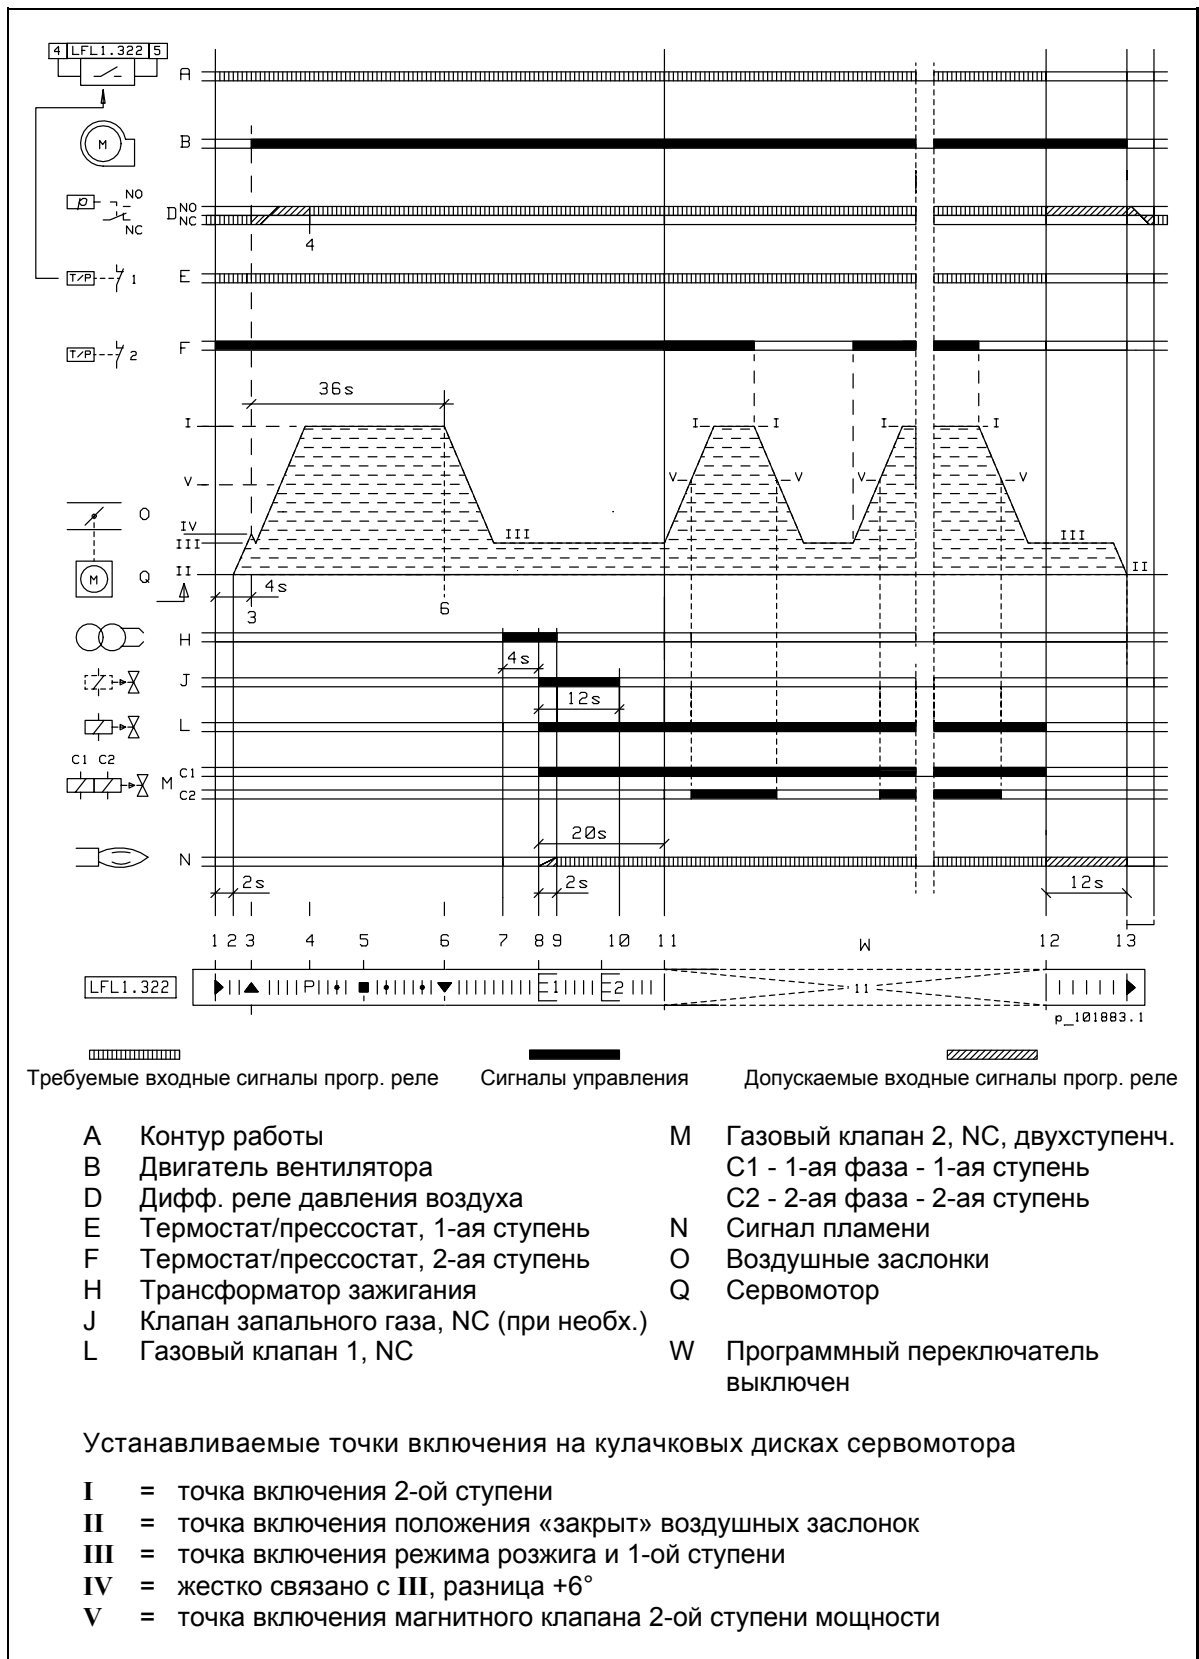 4 LFL1.322 5
A
M
B
p
NO
NC
D NO
NC
4
T/P 1
E
T/P 2
F
36s
I
I I
I I
V
V V
V V
O
IV
III
III
III
M
Q
II
4s
3
6
II
H
4s
J
12s
L
C1 C2
M C1
C2
20s
N
2s
2s
12s
1 2 3 4 5 6 7 8 9 10 11 W 12 13
LFL1.322
P E1 E2 11
p_101883.1
Требуемые входные сигналы прогр. реле
Сигналы управления
Допускаемые входные сигналы прогр. реле
A Контур работы
B Двигатель вентилятора
D Дифф. реле давления воздуха
E Термостат/прессостат, 1-ая ступень
F Термостат/прессостат, 2-ая ступень
H Трансформатор зажигания
J Клапан запального газа, NC (при необх.)
L Газовый клапан 1, NC
M Газовый клапан 2, NC, двухступенч.
C1 - 1-ая фаза - 1-ая ступень
C2 - 2-ая фаза - 2-ая ступень
N Сигнал пламени
O Воздушные заслонки
Q Сервомотор
W Программный переключатель
выключен
Устанавливаемые точки включения на кулачковых дисках сервомотора
I = точка включения 2-ой ступени
II = точка включения положения «закрыт» воздушных заслонок
III = точка включения режима розжига и 1-ой ступени
IV = жестко связано с III, разница +6°
V = точка включения магнитного клапана 2-ой ступени мощности